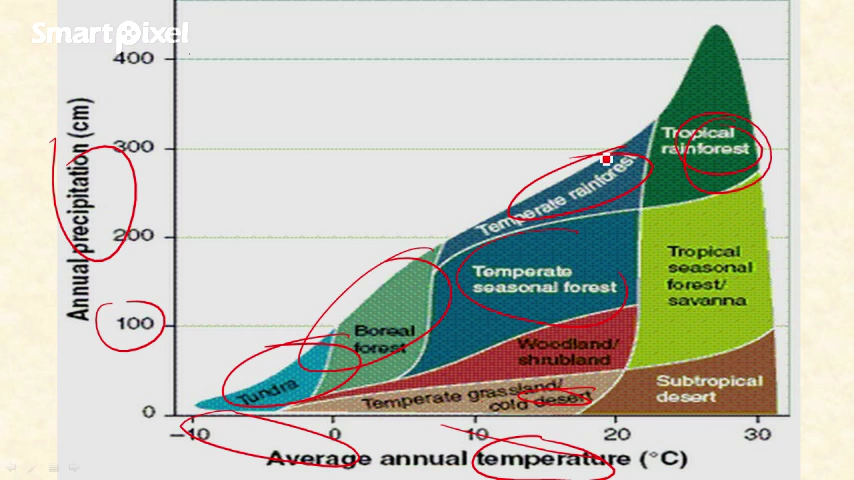 SmartPixel
400
300
200
100
0
Annual precipitation (cm)
Tropical
rainforest
Temperate rainforest
Tropical
seasonal
forest/
savanna
Temperate
seasonal forest
Boreal
forest
Woodland/
shrubland
Tundra
Temperate grassland/
cold desert
Subtropical
desert
-10 0 10 20 30
Average annual temperature (°C)